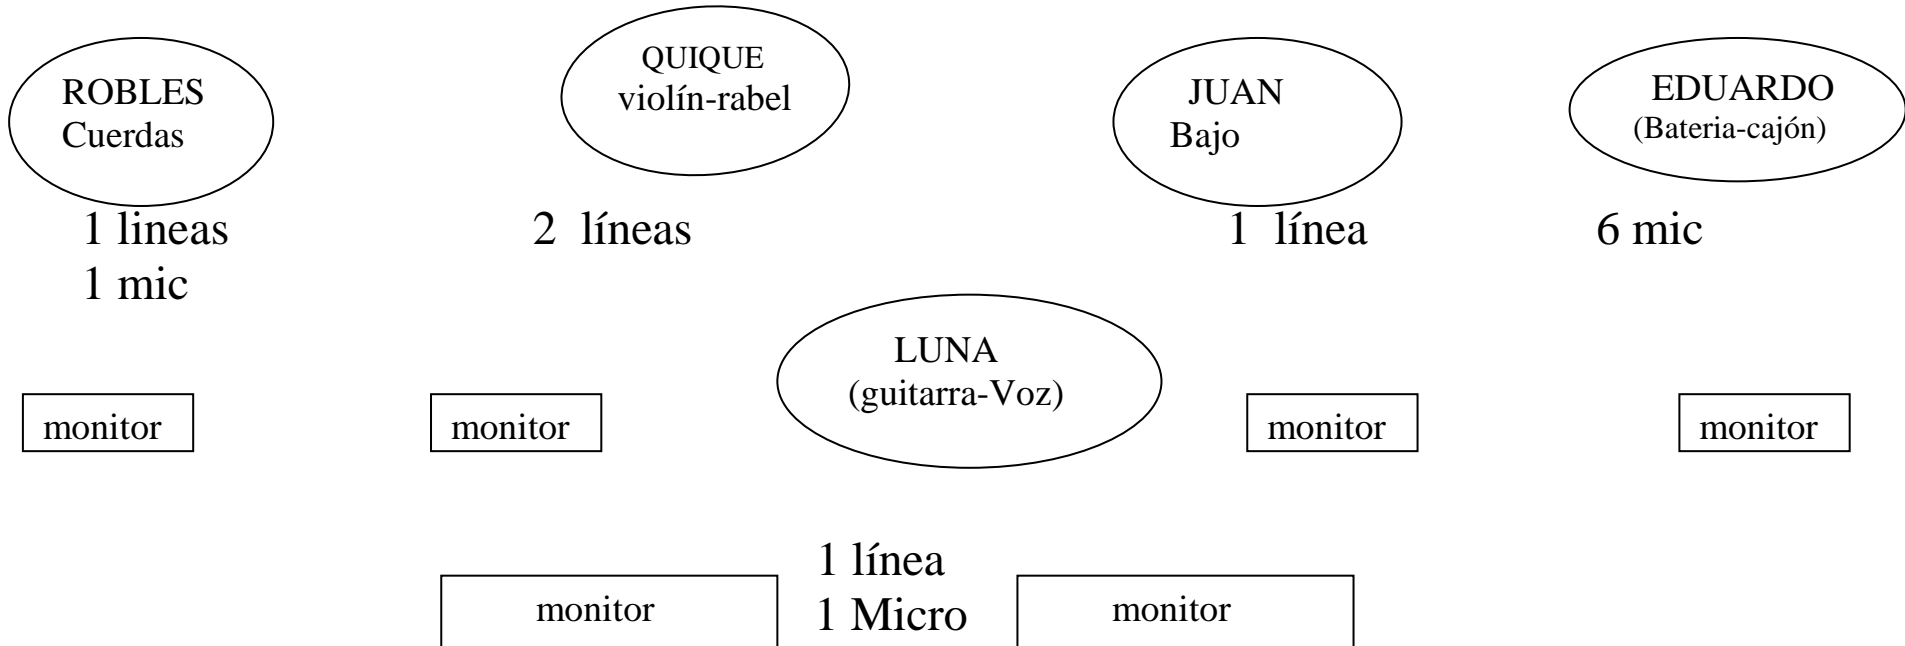 ROBLES
Cuerdas
QUIQUE
violín-rabel
JUAN
Bajo
EDUARDO
(Bateria-cajón)
1 lineas
1 mic
2 líneas
1 línea
6 mic
LUNA
(guitarra-Voz)
monitor
monitor
monitor
monitor
1 línea
1 Micro
monitor
monitor